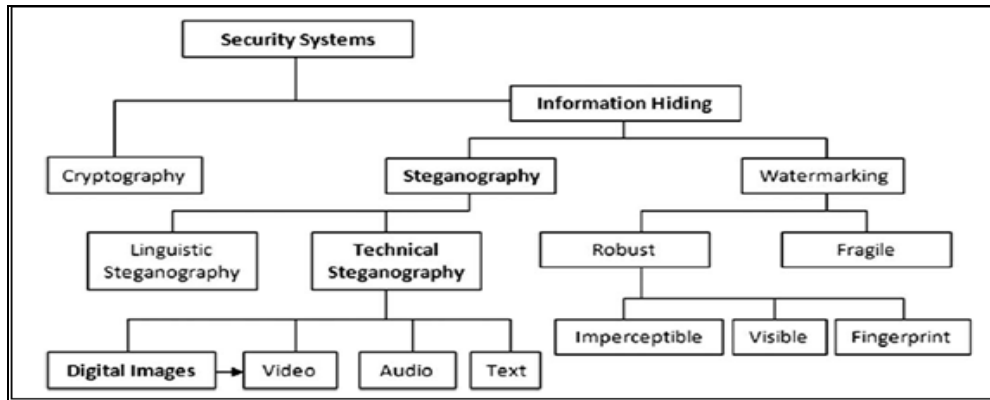 Security Systems
Information Hiding
Cryptography
Steganography
Watermarking
Linguistic
Steganography
Technical
Steganography
Robust
Fragile
Imperceptible
Visible
Fingerprint
Digital Images
Video
Audio
Text